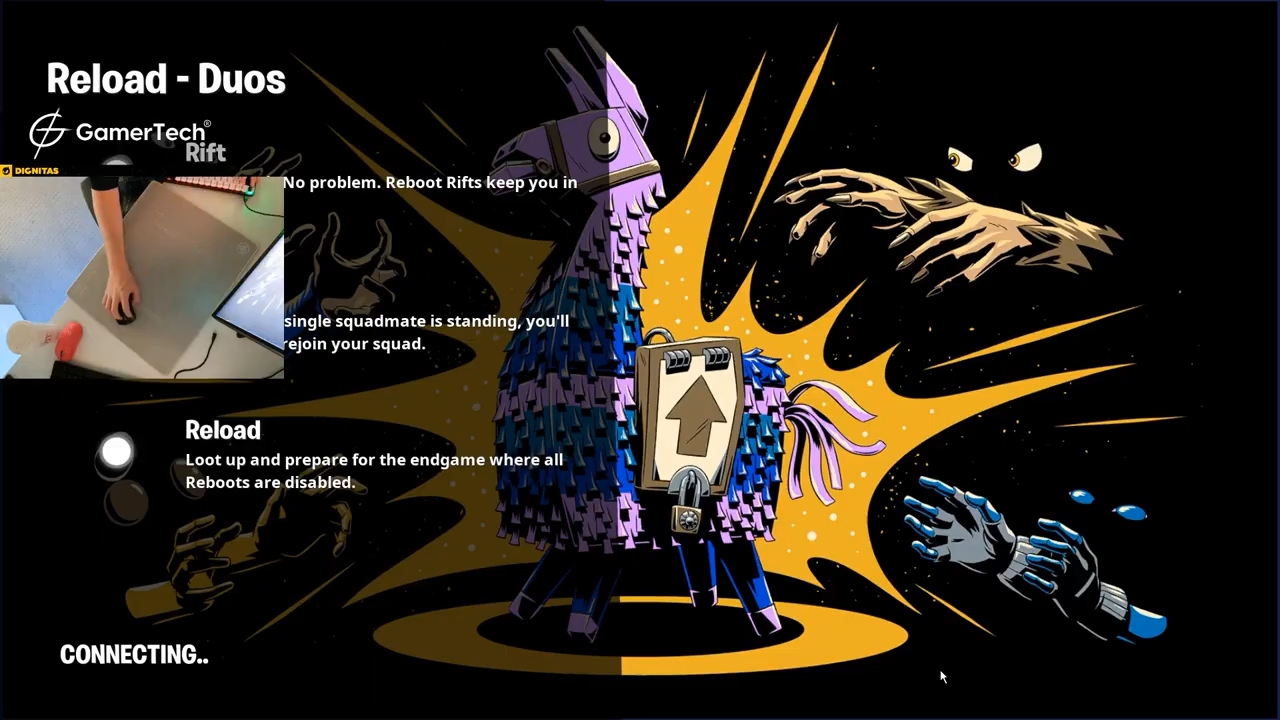 Reload - Duos
GamerTech®
Rift
DIGNITAS
No problem. Reboot Rifts keep you in
single squadmate is standing, you'll
rejoin your squad.
Reload
Loot up and prepare for the endgame where all
Reboots are disabled.
CONNECTING..